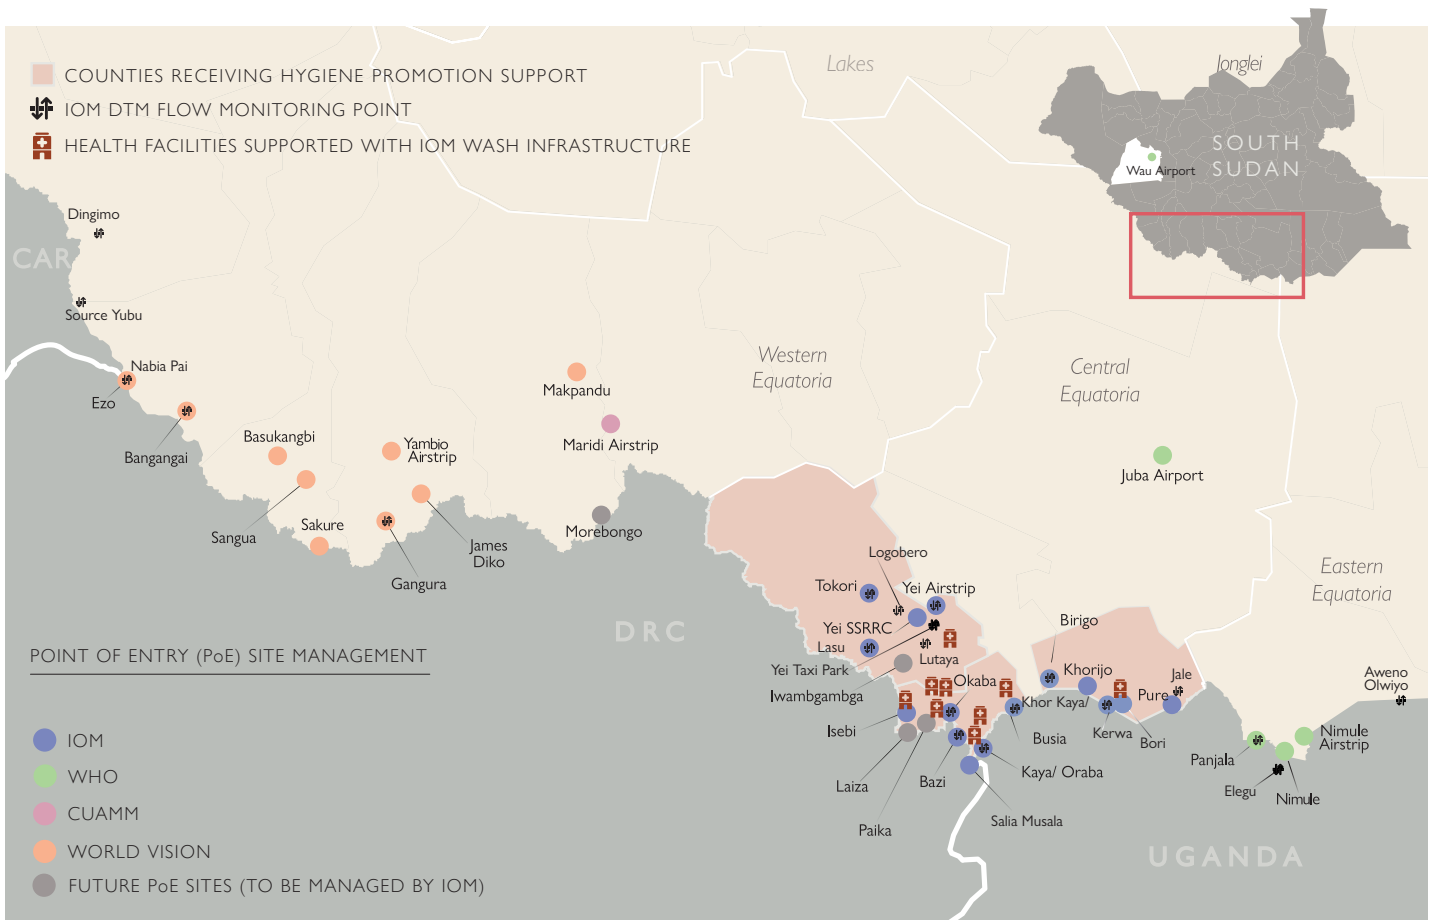 COUNTIES RECEIVING HYGIENE PROMOTION SUPPORT
IOM DTM FLOW MONITORING POINT
HEALTH FACILITIES SUPPORTED WITH IOM WASH INFRASTRUCTURE
Lakes
Jonglei
SOUTH
SUDAN
Wau Airport
Dingimo
CAR
Source Yubu
Nabia Pai
Ezo
Bangangai
Basukangbi
Sangua
Sakure
Yambio
Airstrip
Gangura
James
Diko
Makpandu
Maridi Airstrip
Morebongo
Western
Equatoria
Central
Equatoria
Juba Airport
Eastern
Equatoria
DRC
Logobero
Tokori
Yei Airstrip
Yei SSRRC
Lasu
Lutaya
Yei Taxi Park
Iwambgambga
Okaba
Isebi
Laiza
Paika
Bazi
Salia Musala
Kaya/ Oraba
Khor Kaya/
Busia
Birigo
Khorijo
Kerwa
Bori
Pure
Jale
Aweno
Olwiyo
Panjala
Elegu
Nimule
Nimule
Airstrip
UGANDA
POINT OF ENTRY (PoE) SITE MANAGEMENT
IOM
WHO
CUAMM
WORLD VISION
FUTURE PoE SITES (TO BE MANAGED BY IOM)